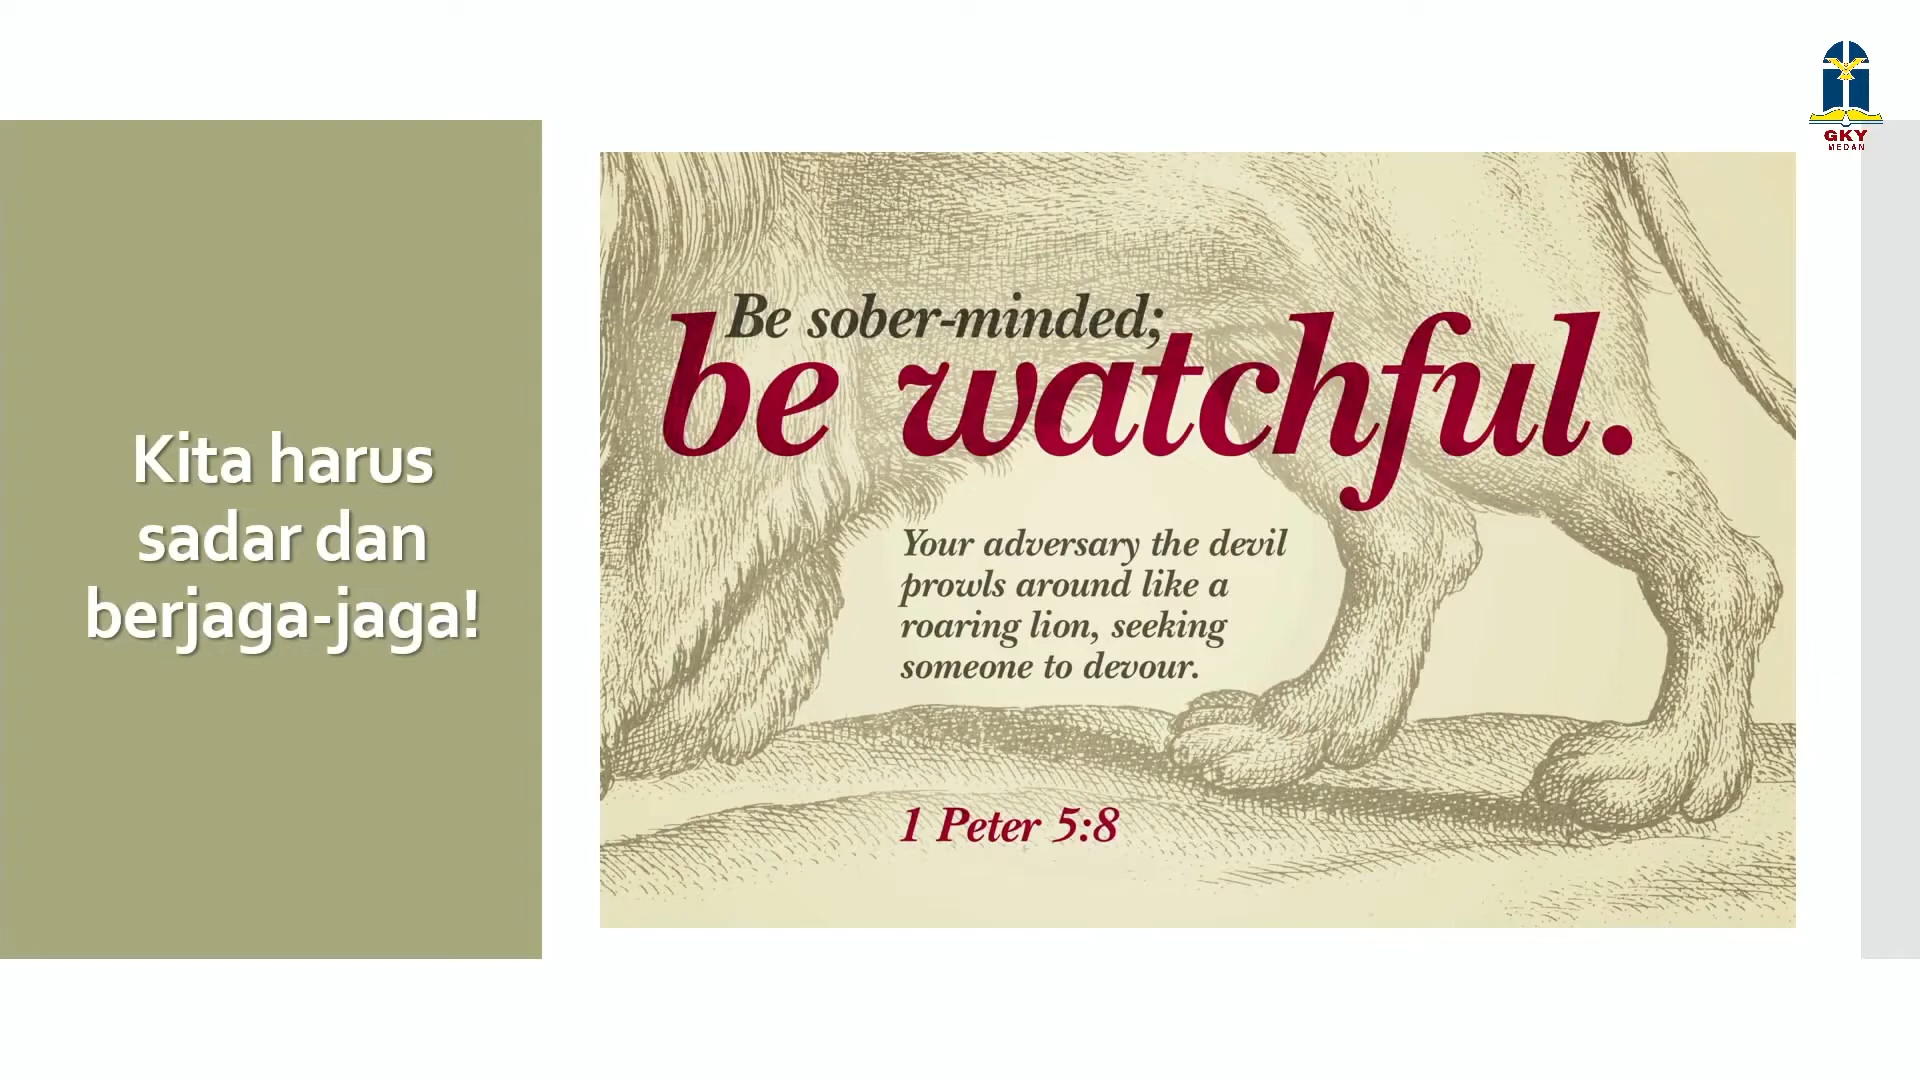 Kita harus
sadar dan
berjaga-jaga!
Be sober-minded;
be watchful.
Your adversary the devil
prowls around like a
roaring lion, seeking
someone to devour.
1 Peter 5:8
GKY
MEDAN